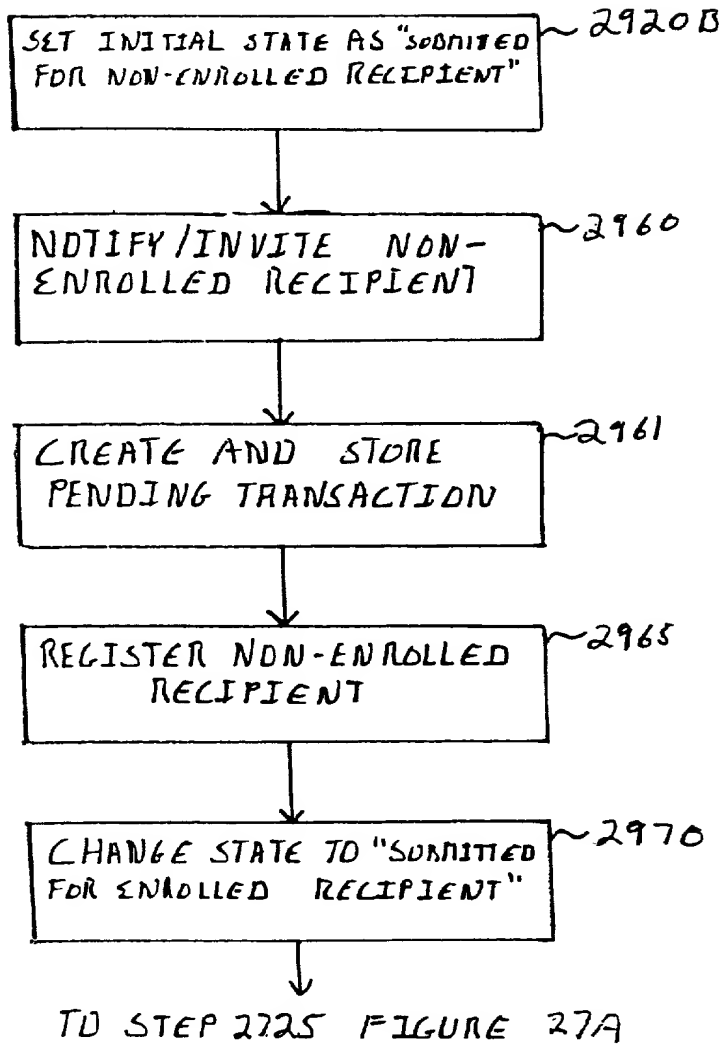 SET INITIAL STATE AS "SUBMITTED
FOR NON-ENROLLED RECIPIENT"
2920B
NOTIFY/INVITE NON-
ENROLLED RECIPIENT
2960
CREATE AND STORE
PENDING TRANSACTION
2961
REGISTER NON-ENROLLED
RECIPIENT
2965
CHANGE STATE TO "SUBMITTED
FOR ENROLLED RECIPIENT"
2970
TO STEP 2725 FIGURE 27A